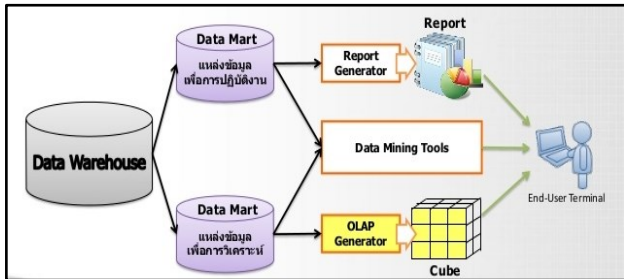 Data Warehouse
Data Mart
แหล่งข้อมูล
เพื่อการปฏิบัติงาน
Data Mart
แหล่งข้อมูล
เพื่อการวิเคราะห์
Report
Generator
Report
Data Mining Tools
OLAP
Generator
Cube
End-User Terminal